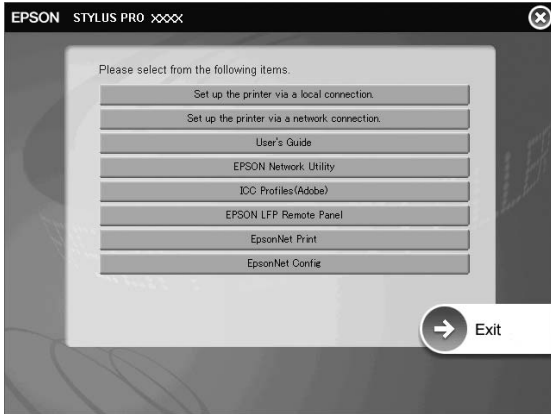 EPSON STYLUS PRO XXXX
Please select from the following items.
Set up the printer via a local connection.
Set up the printer via a network connection.
User's Guide
EPSON Network Utility
ICC Profiles(Adobe)
EPSON LFP Remote Panel
EpsonNet Print
EpsonNet Config
Exit